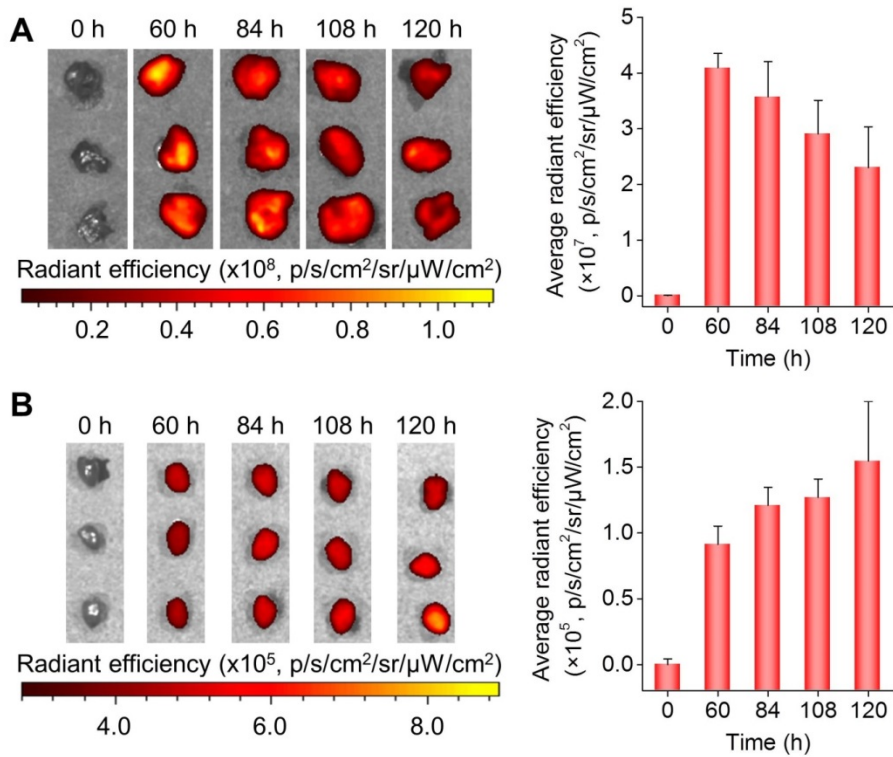 A
0 h 60 h 84 h 108 h 120 h
Radiant efficiency (x10⁸, p/s/cm²/sr/µW/cm²)
0.2 0.4 0.6 0.8 1.0
Average radiant efficiency
(×10⁷, p/s/cm²/sr/µW/cm²)
5
4
3
2
0
0 60 84 108 120
Time (h)
B
0 h 60 h 84 h 108 h 120 h
Radiant efficiency (x10⁵, p/s/cm²/sr/µW/cm²)
4.0 6.0 8.0
Average radiant efficiency
(×10⁵, p/s/cm²/sr/µW/cm²)
2.0
1.5
1.0
0.5
0.0
0 60 84 108 120
Time (h)